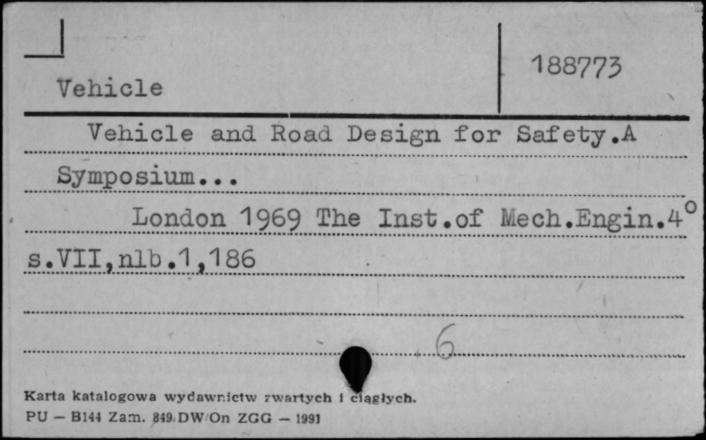 188773
Vehicle
Vehicle and Road Design for Safety.A
Symposium...
London 1969 The Inst.of Mech.Engin.4°
s.VII,nlb.1,186
6
Karta katalogowa wydawnictw zwartych i ciągłych.
PU — B144 Zam. 849/DW/On ZGG — 1991